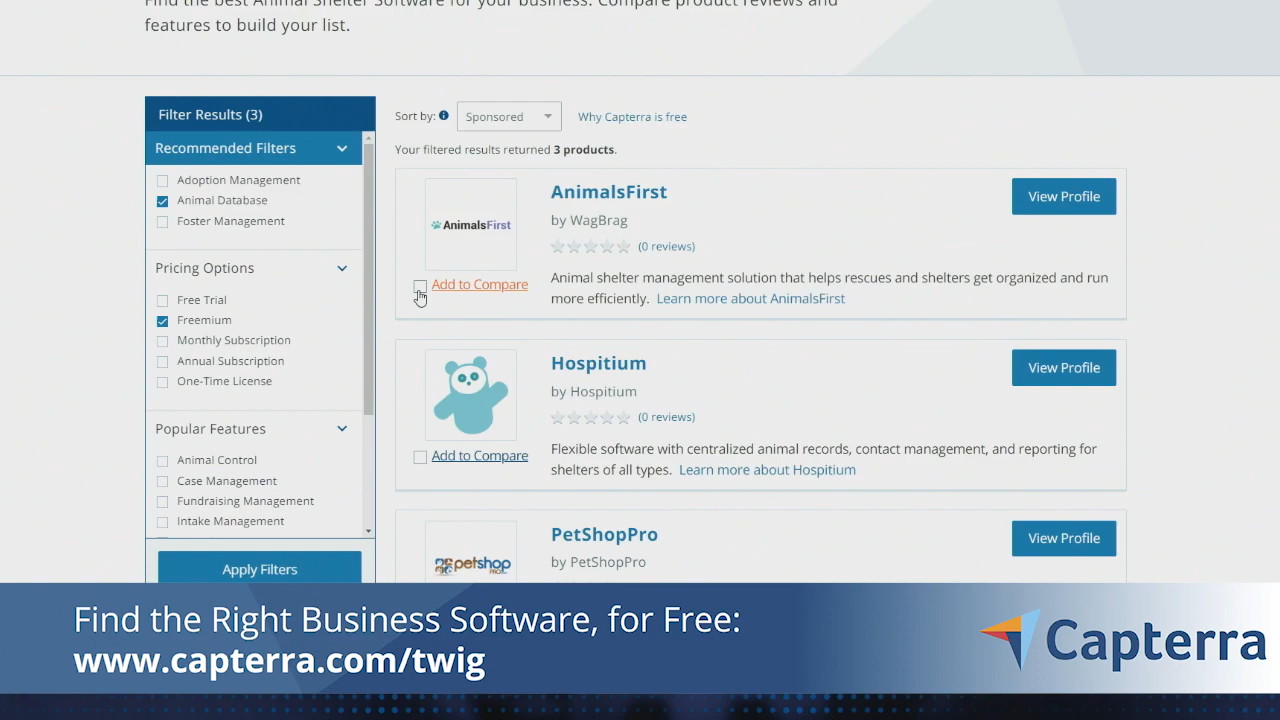 Find the best Animal Shelter Software for your business. Compare product reviews and
features to build your list.
Filter Results (3)
Recommended Filters
Adoption Management
Animal Database
Foster Management
Pricing Options
Free Trial
Freemium
Monthly Subscription
Annual Subscription
One-Time License
Popular Features
Animal Control
Case Management
Fundraising Management
Intake Management
Apply Filters
Sort by:
Sponsored
Why Capterra is free
Your filtered results returned 3 products.
AnimalsFirst
Add to Compare
AnimalsFirst
by WagBrag
(0 reviews)
Animal shelter management solution that helps rescues and shelters get organized and run
more efficiently. Learn more about AnimalsFirst
View Profile
Add to Compare
Hospitium
by Hospitium
(0 reviews)
Flexible software with centralized animal records, contact management, and reporting for
shelters of all types. Learn more about Hospitium
View Profile
petshop
PetShopPro
by PetShopPro
View Profile
Find the Right Business Software, for Free:
www.capterra.com/twig
Capterra